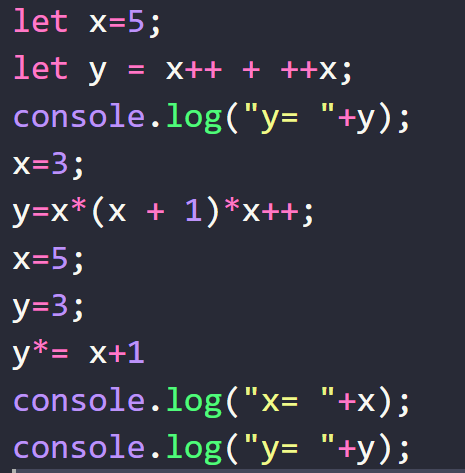 let x=5;
let y = x++ + ++x;
console.log("y= "+y);
x=3;
y=x*(x + 1)*x++;
x=5;
y=3;
y*= x+1
console.log("x= "+x);
console.log("y= "+y);